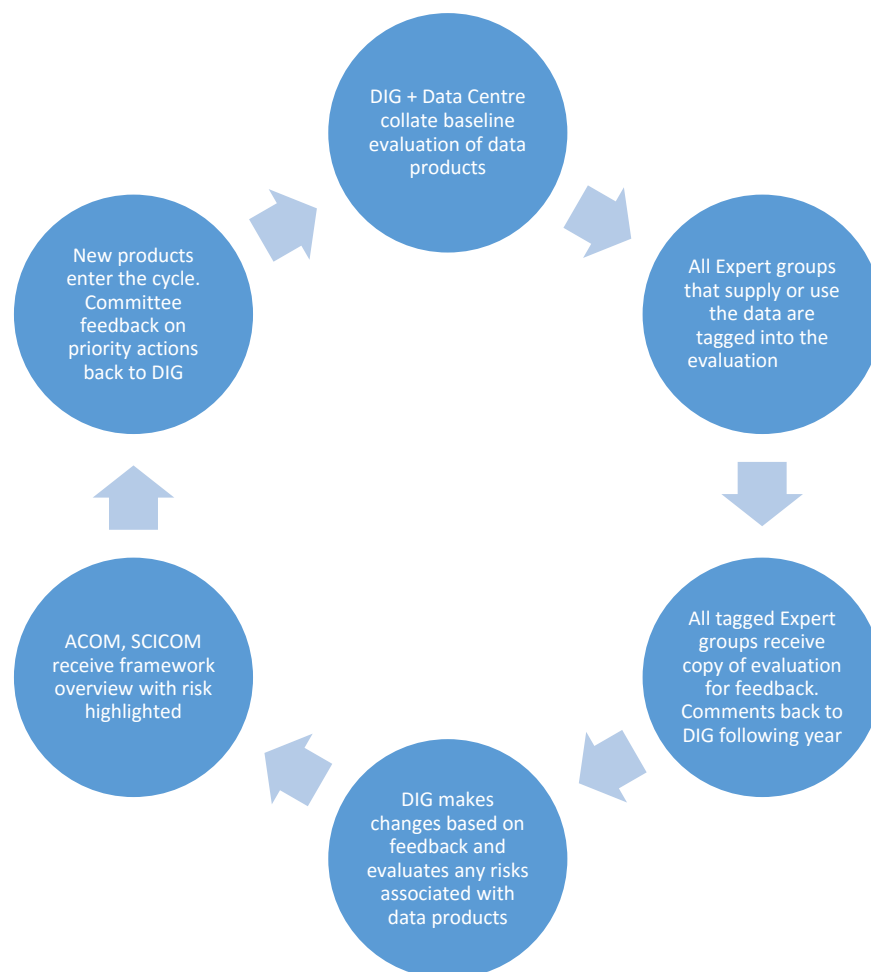 DIG + Data Centre
collate baseline
evaluation of data
products
All Expert groups
that supply or use
the data are
tagged into the
evaluation
All tagged Expert
groups receive
copy of evaluation
for feedback.
Comments back to
DIG following year
DIG makes
changes based on
feedback and
evaluates any risks
associated with
data products
ACOM, SCICOM
receive framework
overview with risk
highlighted
New products
enter the cycle.
Committee
feedback on
priority actions
back to DIG